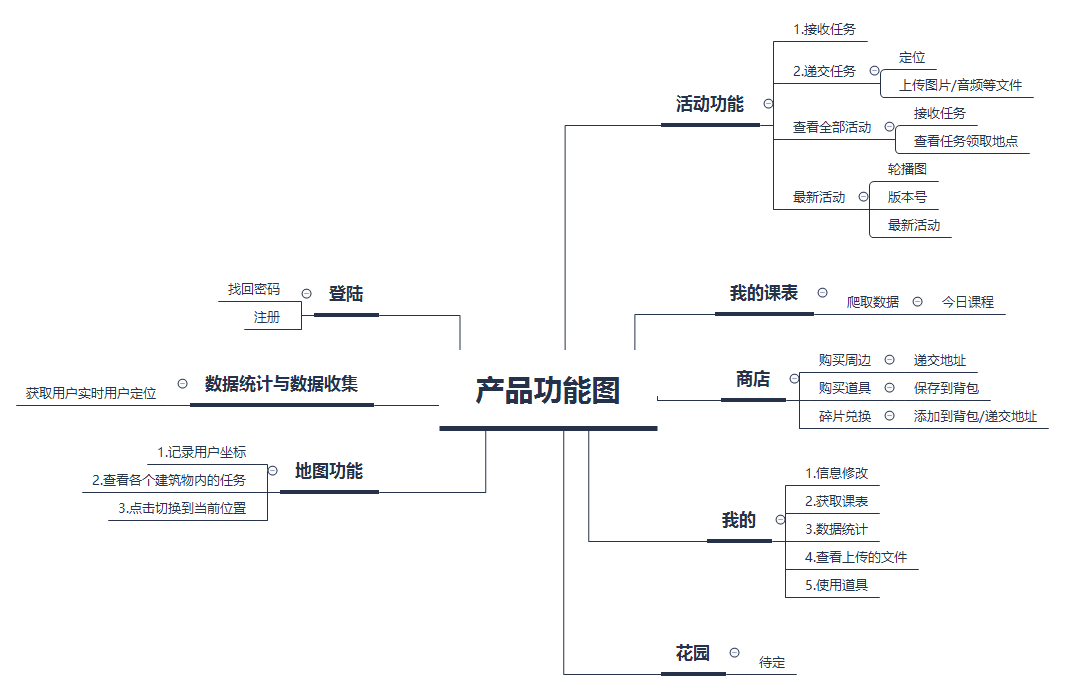 产品功能图
活动功能
1.接收任务
2.递交任务
定位
上传图片/音频等文件
查看全部活动
接收任务
查看任务领取地点
最新活动
轮播图
版本号
最新活动
我的课表
爬取数据
今日课程
商店
购买周边
递交地址
购买道具
保存到背包
碎片兑换
添加到背包/递交地址
我的
1.信息修改
2.获取课表
3.数据统计
4.查看上传的文件
5.使用道具
花园
待定
登陆
找回密码
注册
数据统计与数据收集
获取用户实时用户定位
地图功能
1.记录用户坐标
2.查看各个建筑物内的任务
3.点击切换到当前位置